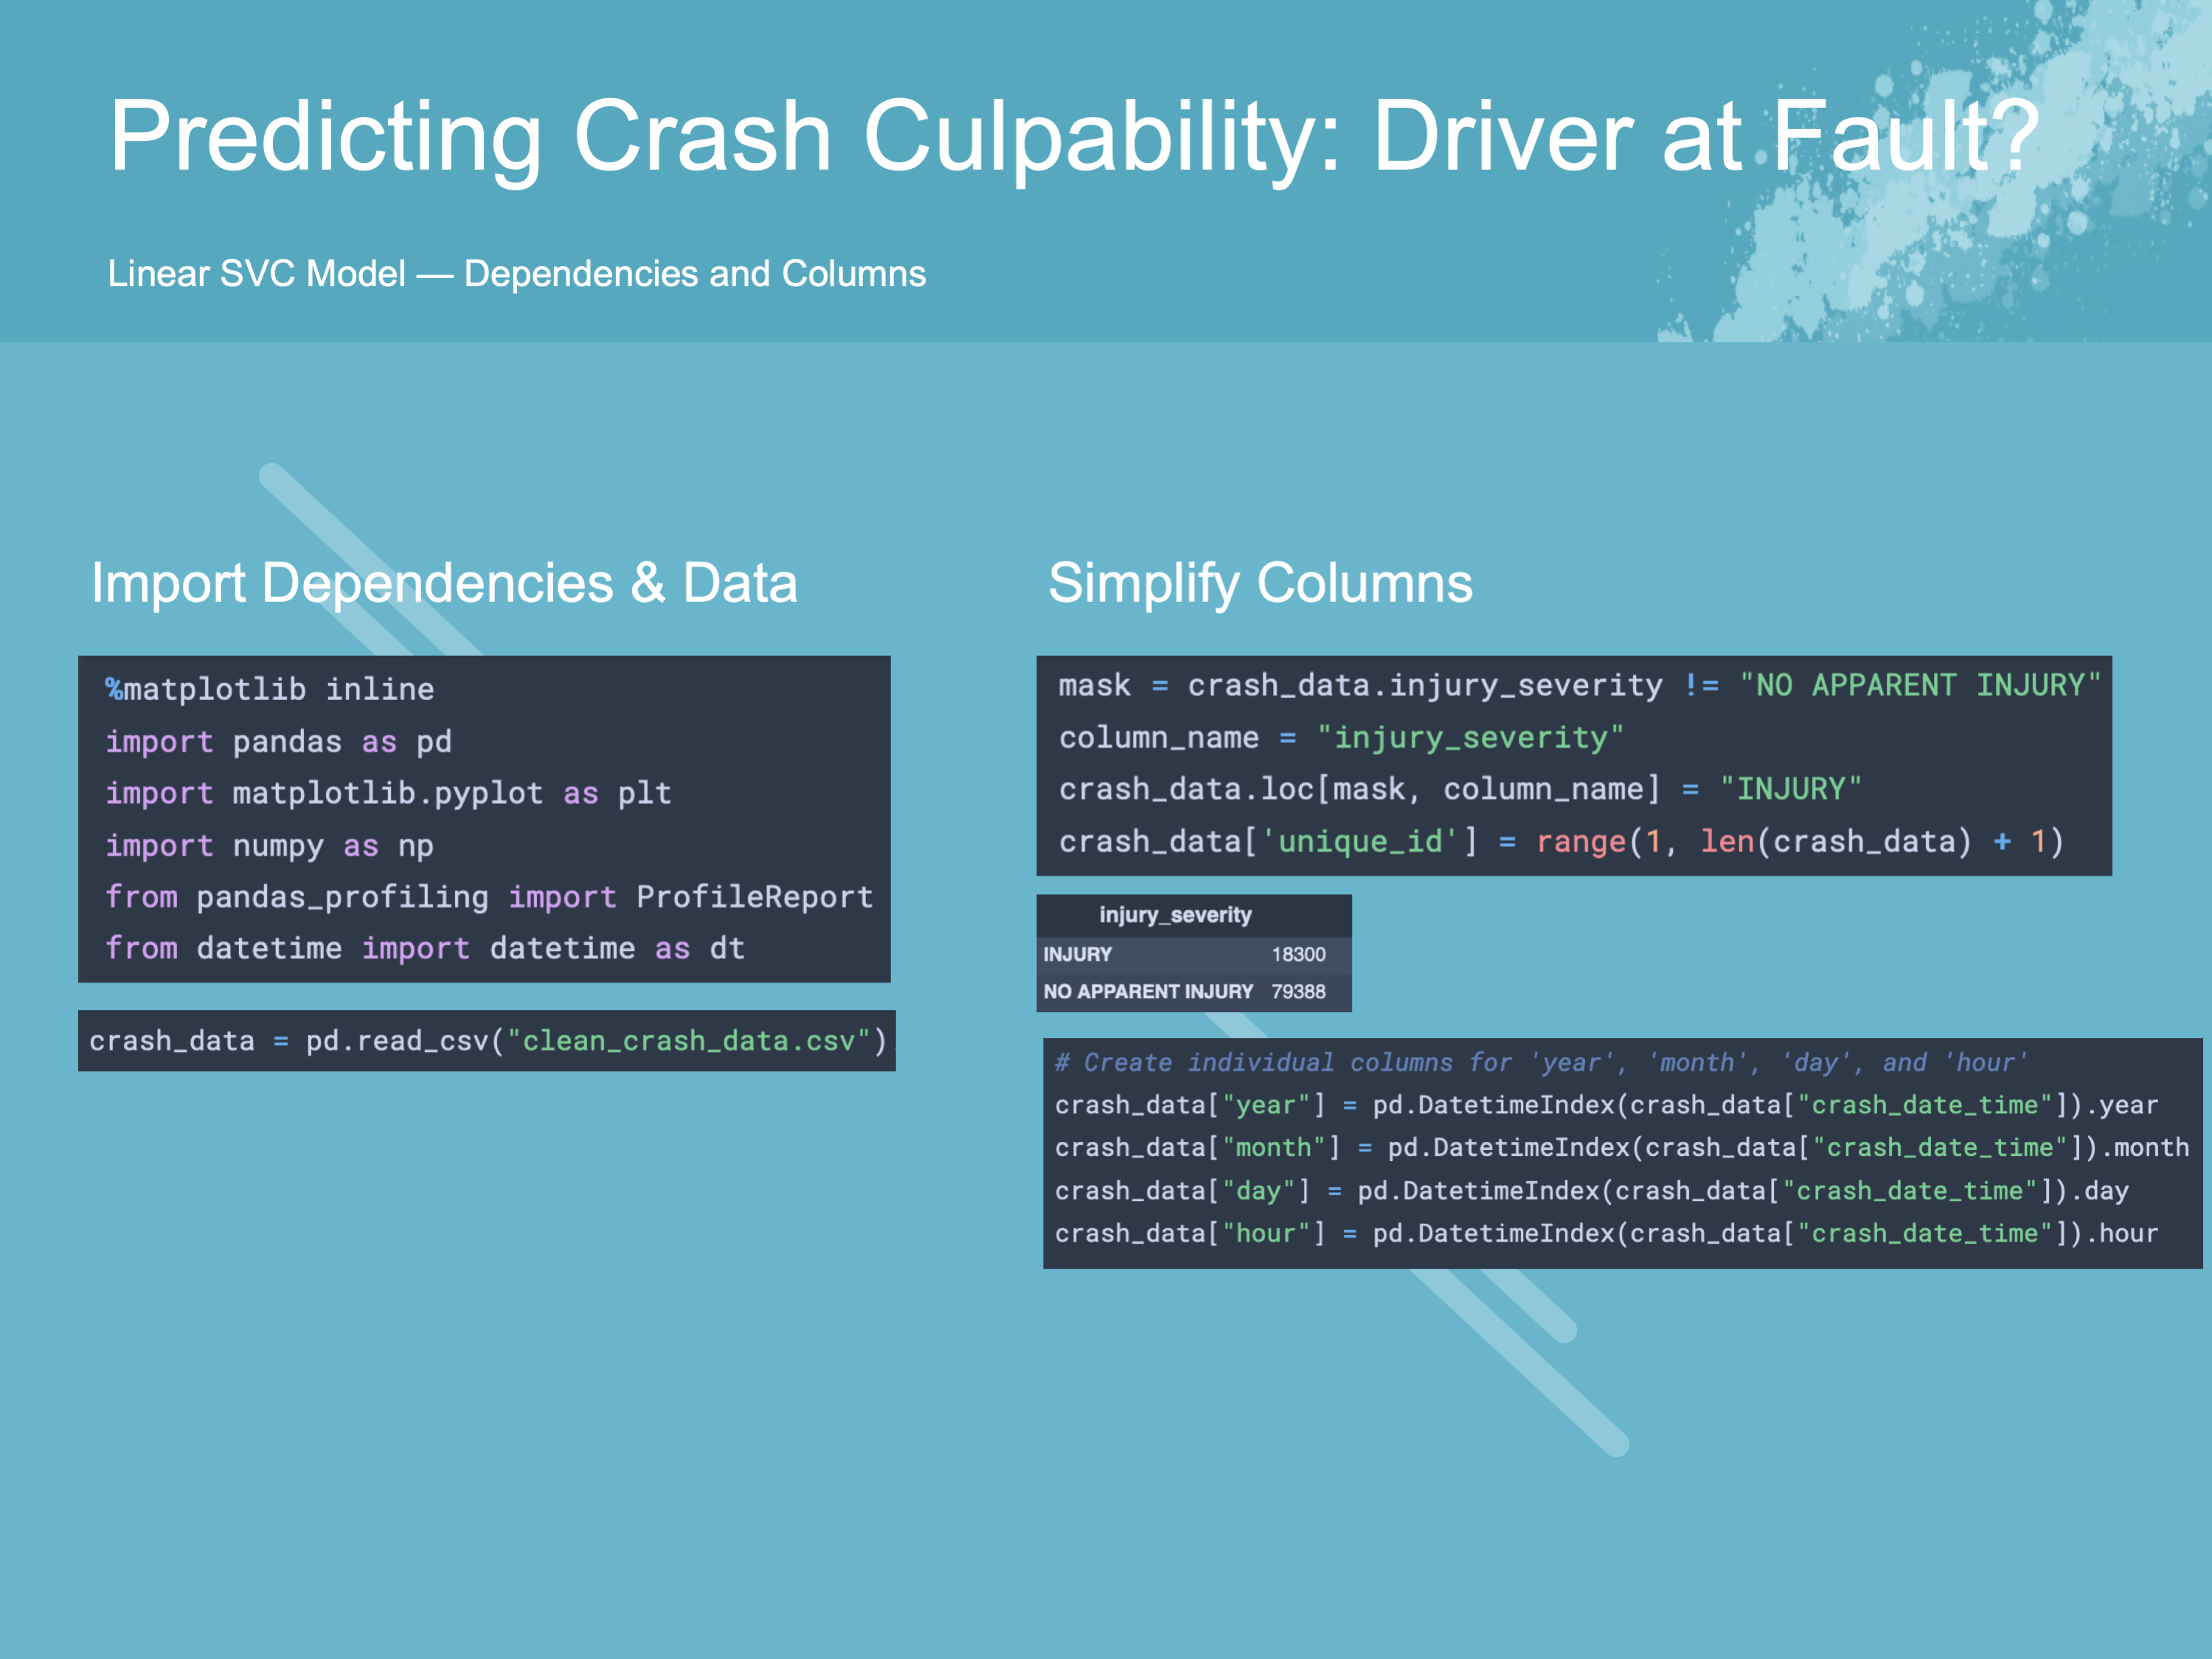 Predicting Crash Culpability: Driver at Fault?
Linear SVC Model — Dependencies and Columns
Import Dependencies & Data
%matplotlib inline
import pandas as pd
import matplotlib.pyplot as plt
import numpy as np
from pandas_profiling import ProfileReport
from datetime import datetime as dt
crash_data = pd.read_csv("clean_crash_data.csv")
Simplify Columns
mask = crash_data.injury_severity != "NO APPARENT INJURY"
column_name = "injury_severity"
crash_data.loc[mask, column_name] = "INJURY"
crash_data['unique_id'] = range(1, len(crash_data) + 1)
injury_severity
INJURY 18300
NO APPARENT INJURY 79388
# Create individual columns for 'year', 'month', 'day', and 'hour'
crash_data["year"] = pd.DatetimeIndex(crash_data["crash_date_time"]).year
crash_data["month"] = pd.DatetimeIndex(crash_data["crash_date_time"]).month
crash_data["day"] = pd.DatetimeIndex(crash_data["crash_date_time"]).day
crash_data["hour"] = pd.DatetimeIndex(crash_data["crash_date_time"]).hour